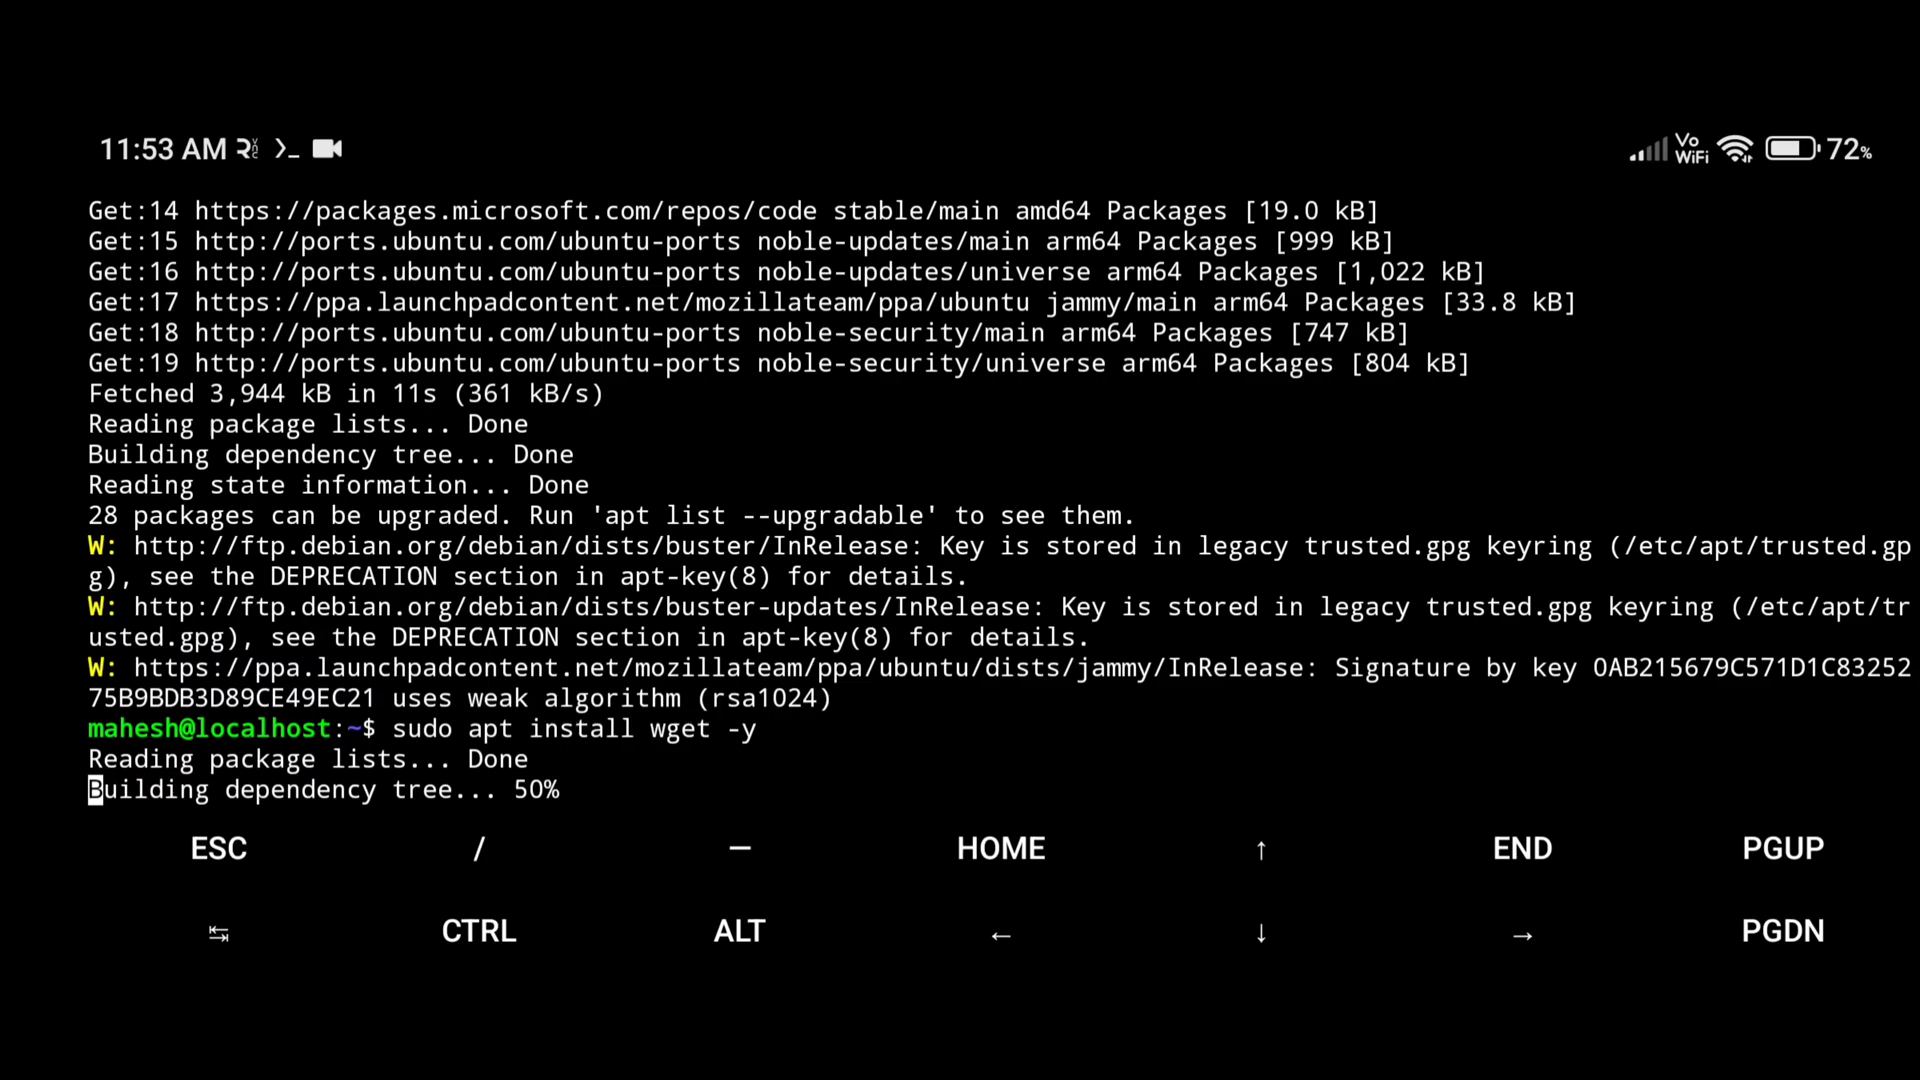 11:53 AM
Vo
WiFi
72%
Get:14 https://packages.microsoft.com/repos/code stable/main amd64 Packages [19.0 kB]
Get:15 http://ports.ubuntu.com/ubuntu-ports noble-updates/main arm64 Packages [999 kB]
Get:16 http://ports.ubuntu.com/ubuntu-ports noble-updates/universe arm64 Packages [1,022 kB]
Get:17 https://ppa.launchpadcontent.net/mozillateam/ppa/ubuntu jammy/main arm64 Packages [33.8 kB]
Get:18 http://ports.ubuntu.com/ubuntu-ports noble-security/main arm64 Packages [747 kB]
Get:19 http://ports.ubuntu.com/ubuntu-ports noble-security/universe arm64 Packages [804 kB]
Fetched 3,944 kB in 11s (361 kB/s)
Reading package lists... Done
Building dependency tree... Done
Reading state information... Done
28 packages can be upgraded. Run 'apt list --upgradable' to see them.
W: http://ftp.debian.org/debian/dists/buster/InRelease: Key is stored in legacy trusted.gpg keyring (/etc/apt/trusted.gp
g), see the DEPRECATION section in apt-key(8) for details.
W: http://ftp.debian.org/debian/dists/buster-updates/InRelease: Key is stored in legacy trusted.gpg keyring (/etc/apt/tr
usted.gpg), see the DEPRECATION section in apt-key(8) for details.
W: https://ppa.launchpadcontent.net/mozillateam/ppa/ubuntu/dists/jammy/InRelease: Signature by key 0AB215679C571D1C83252
75B9BDB3D89CE49EC21 uses weak algorithm (rsa1024)
mahesh@localhost:~$ sudo apt install wget -y
Reading package lists... Done
Building dependency tree... 50%
ESC / — HOME ↑ END PGUP
↹ CTRL ALT ← ↓ → PGDN